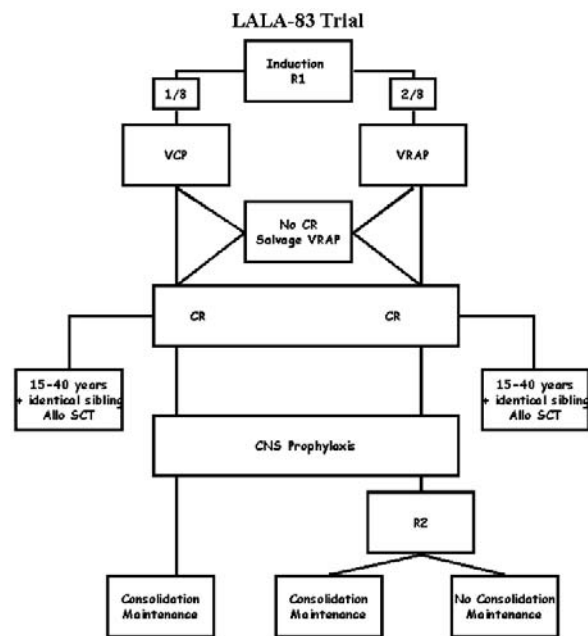 LALA-83 Trial
Induction
R1
1/3
2/3
VCP
VRAP
No CR
Salvage VRAP
CR
CR
15-40 years
+ identical sibling
Allo SCT
15-40 years
+ identical sibling
Allo SCT
CNS Prophylaxis
R2
Consolidation
Maintenance
Consolidation
Maintenance
No Consolidation
Maintenance